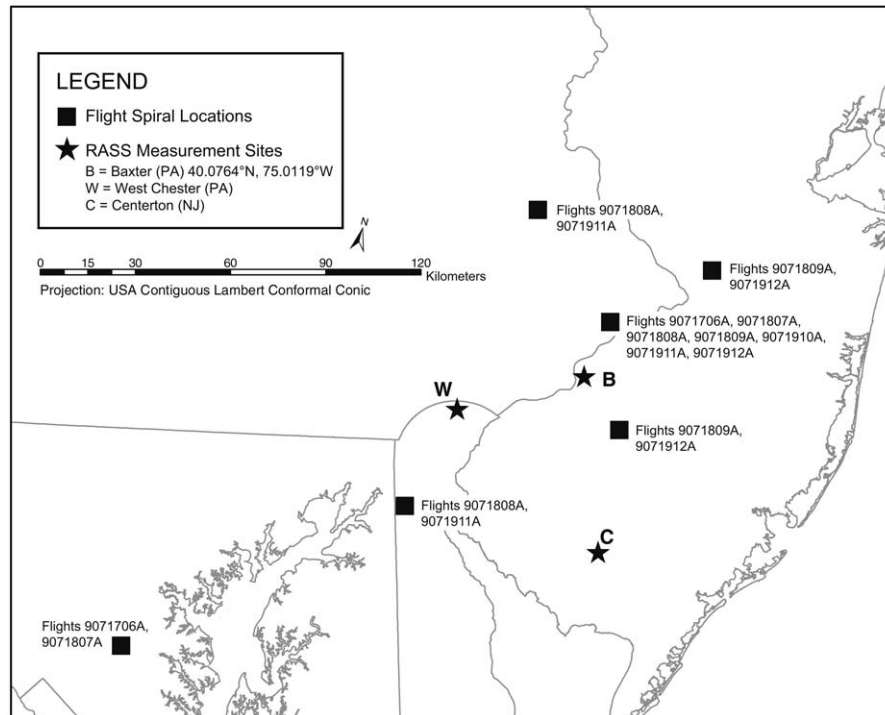 LEGEND
Flight Spiral Locations
RASS Measurement Sites
B = Baxter (PA) 40.0764°N, 75.0119°W
W = West Chester (PA)
C = Centerton (NJ)
N
0 15 30 60 90 120
Kilometers
Projection: USA Contiguous Lambert Conformal Conic
Flights 9071808A,
9071911A
Flights 9071809A,
9071912A
Flights 9071706A, 9071807A,
9071808A, 9071809A, 9071910A,
9071911A, 9071912A
B
W
Flights 9071809A,
9071912A
Flights 9071808A,
9071911A
C
Flights 9071706A,
9071807A